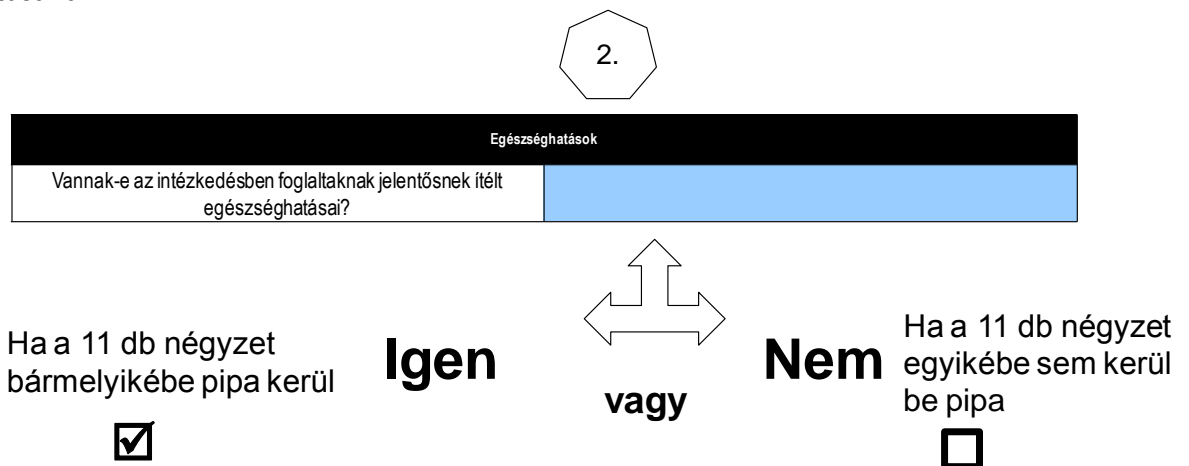 2.
Egészséghatások
Vannak-e az intézkedésben foglaltaknak jelentősnek ítélt
egészséghatásai?
Ha a 11 db négyzet
bármelyikébe pipa kerül
Igen
vagy
Nem
Ha a 11 db négyzet
egyikébe sem kerül
be pipa